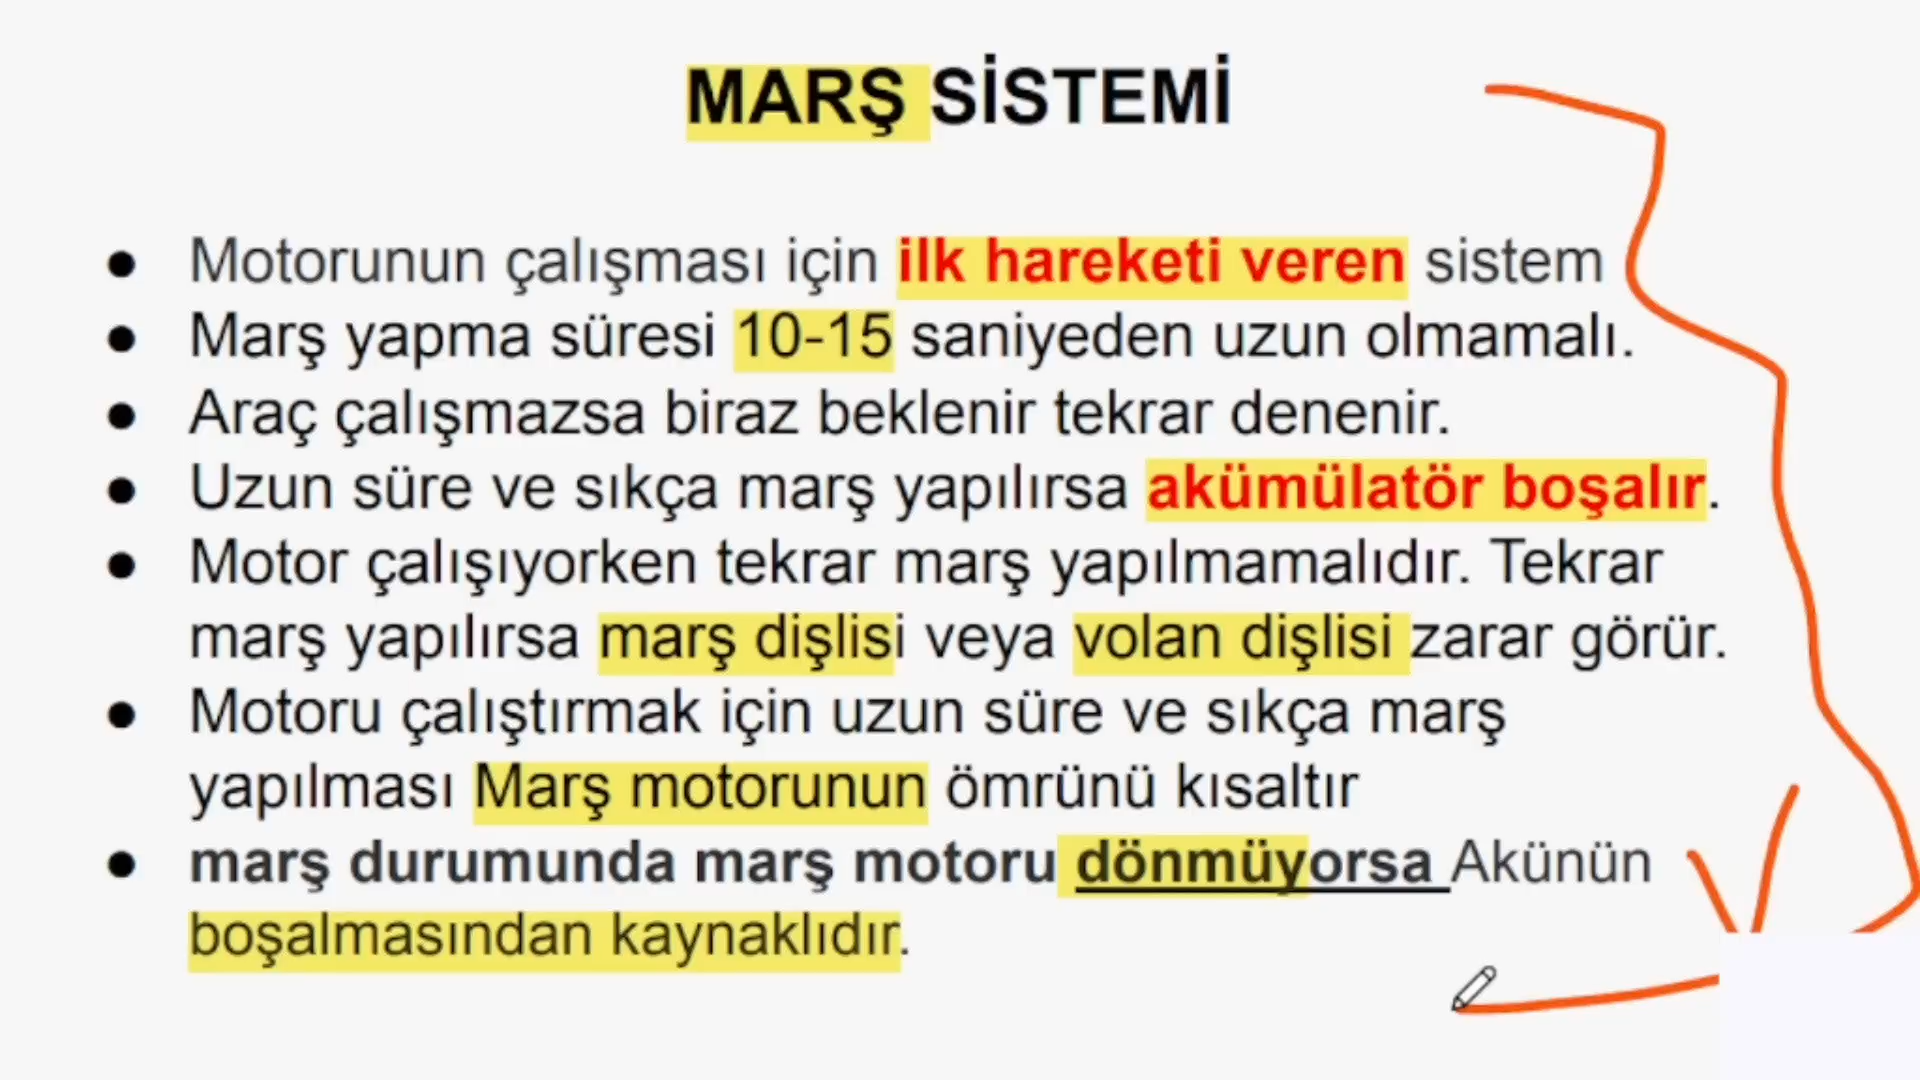 MARŞ SİSTEMİ
● Motorunun çalışması için ilk hareketi veren sistem
● Marş yapma süresi 10-15 saniyeden uzun olmamalı.
● Araç çalışmazsa biraz beklenir tekrar denenir.
● Uzun süre ve sıkça marş yapılırsa akümülatör boşalır.
● Motor çalışıyorken tekrar marş yapılmamalıdır. Tekrar
marş yapılırsa marş dişlisi veya volan dişlisi zarar görür.
● Motoru çalıştırmak için uzun süre ve sıkça marş
yapılması Marş motorunun ömrünü kısaltır
● marş durumunda marş motoru dönmüyorsa Akünün
boşalmasından kaynaklıdır.